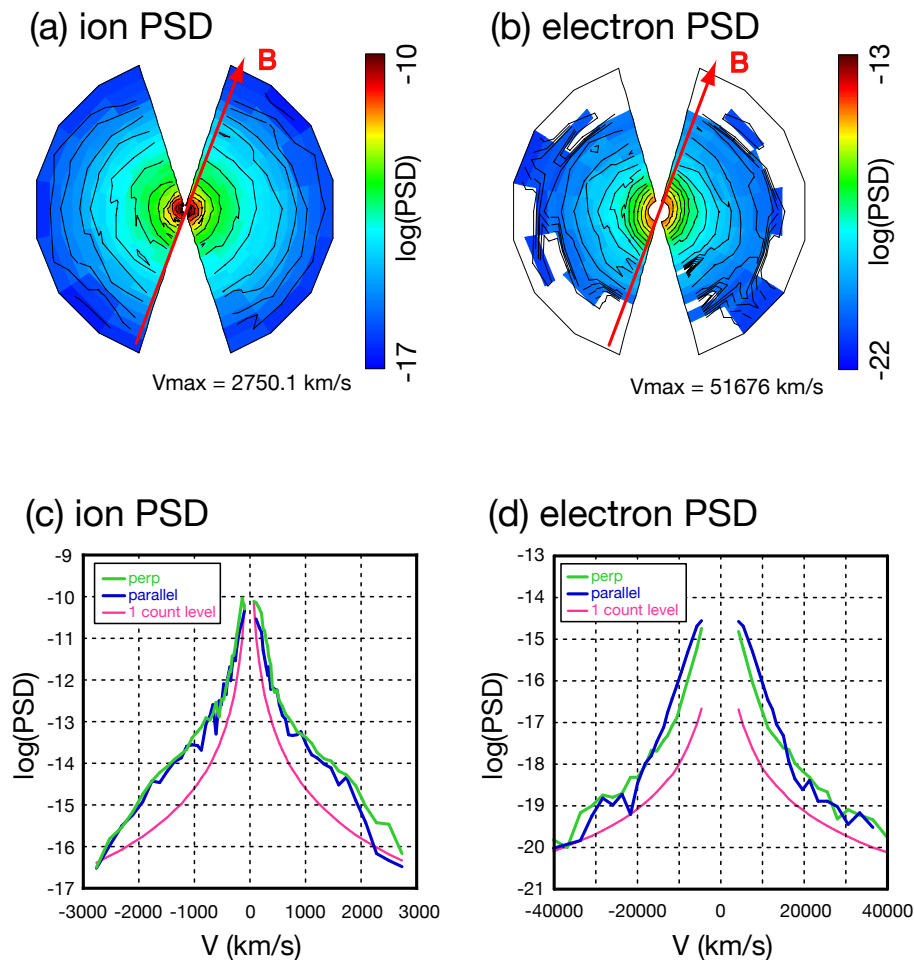 (a) ion PSD
B
-10
log(PSD)
-17
Vmax = 2750.1 km/s
(b) electron PSD
B
-13
log(PSD)
-22
Vmax = 51676 km/s
(c) ion PSD
-9
-10
-11
-12
-13
-14
-15
-16
-17
log(PSD)
perp
parallel
1 count level
-3000 -2000 -1000 0 1000 2000 3000
V (km/s)
(d) electron PSD
-13
-14
-15
-16
-17
-18
-19
-20
-21
log(PSD)
perp
parallel
1 count level
-40000 -20000 0 20000 40000
V (km/s)